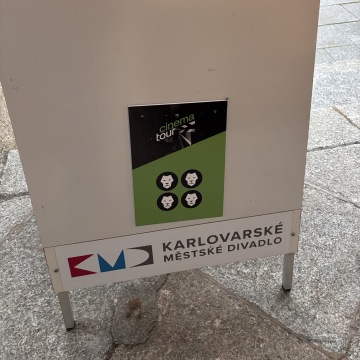 cinema
tour
KMD
KARLOVARSKÉ
MĚSTSKÉ DIVADLO